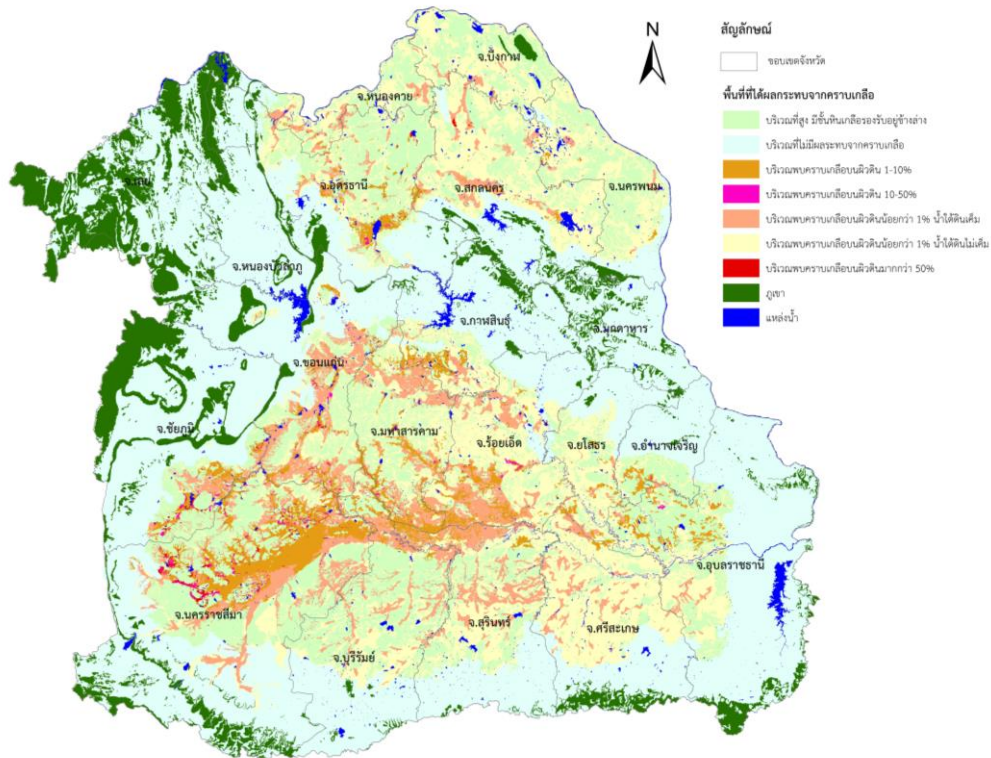 N
สัญลักษณ์
ขอบเขตจังหวัด
พื้นที่ที่ได้ผลกระทบจากคราบเกลือ
บริเวณที่สูง มีชั้นหินเกลือรองรับอยู่ข้างล่าง
บริเวณที่ไม่มีผลระทบจากคราบเกลือ
บริเวณพบคราบเกลือบนผิวดิน 1-10%
บริเวณพบคราบเกลือบนผิวดิน 10-50%
บริเวณพบคราบเกลือบนผิวดินน้อยกว่า 1% น้ำใต้ดินเค็ม
บริเวณพบคราบเกลือบนผิวดินน้อยกว่า 1% น้ำใต้ดินไม่เค็ม
บริเวณพบคราบเกลือบนผิวดินมากกว่า 50%
ภูเขา
แหล่งน้ำ
จ.บึงกาฬ
จ.หนองคาย
จ.เลย
จ.อุดรธานี
จ.สกลนคร
จ.นครพนม
จ.หนองบัวลำภู
จ.กาฬสินธุ์
จ.มุกดาหาร
จ.ขอนแก่น
จ.ชัยภูมิ
จ.มหาสารคาม
จ.ร้อยเอ็ด
จ.ยโสธร
จ.อำนาจเจริญ
จ.อุบลราชธานี
จ.นครราชสีมา
จ.บุรีรัมย์
จ.สุรินทร์
จ.ศรีสะเกษ